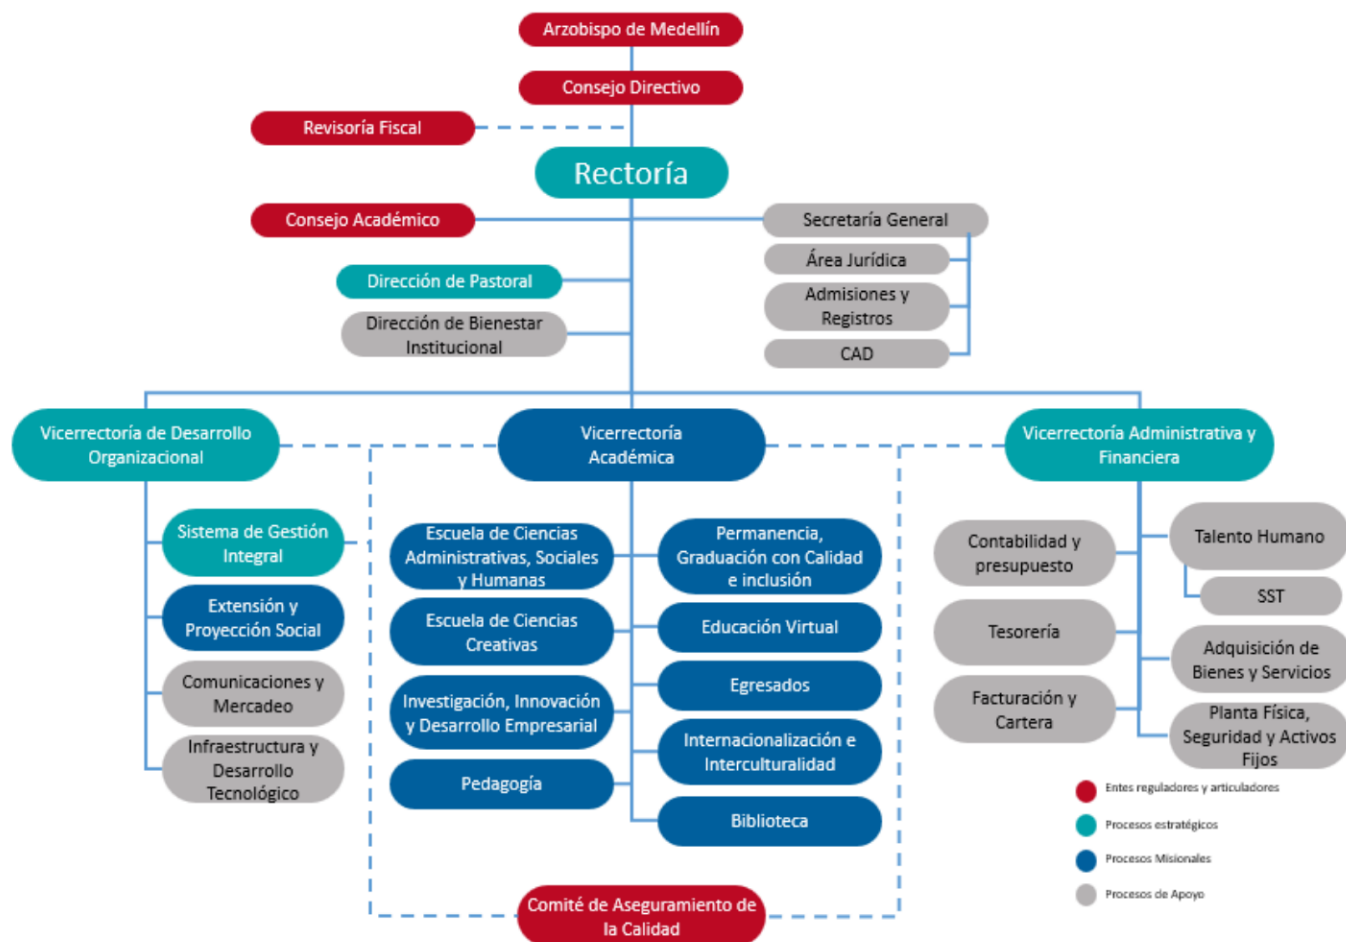 Arzobispo de Medellín
Consejo Directivo
Revisoría Fiscal
Rectoría
Consejo Académico
Secretaría General
Área Jurídica
Admisiones y
Registros
CAD
Dirección de Pastoral
Dirección de Bienestar
Institucional
Vicerrectoría de Desarrollo
Organizacional
Vicerrectoría
Académica
Vicerrectoría Administrativa y
Financiera
Sistema de Gestión
Integral
Extensión y
Proyección Social
Comunicaciones y
Mercadeo
Infraestructura y
Desarrollo
Tecnológico
Escuela de Ciencias
Administrativas, Sociales
y Humanas
Escuela de Ciencias
Creativas
Investigación, Innovación
y Desarrollo Empresarial
Pedagogía
Permanencia,
Graduación con Calidad
e inclusión
Educación Virtual
Egresados
Internacionalización e
Interculturalidad
Biblioteca
Contabilidad y
presupuesto
Tesorería
Facturación y
Cartera
Talento Humano
SST
Adquisición de
Bienes y Servicios
Planta Física,
Seguridad y Activos
Fijos
Entes reguladores y articuladores
Procesos estratégicos
Procesos Misionales
Procesos de Apoyo
Comité de Aseguramiento de
la Calidad